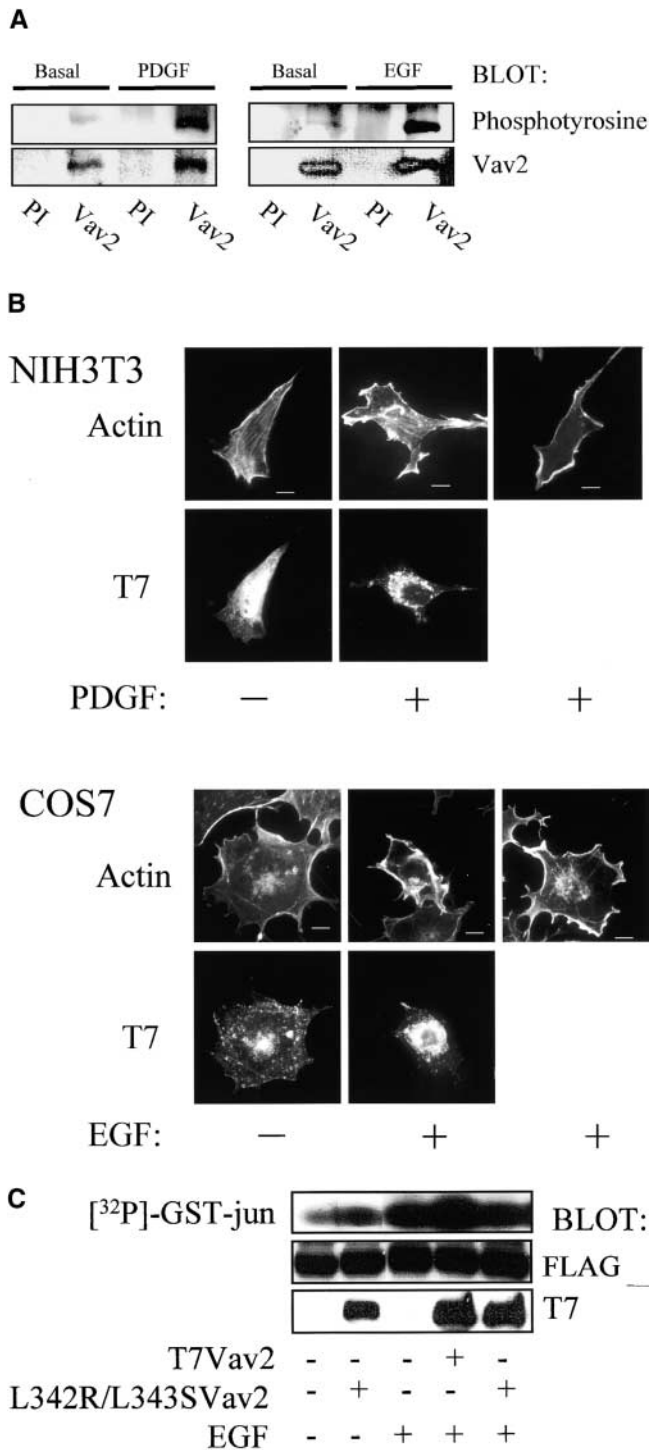 A
Basal PDGF Basal EGF BLOT:
Phosphotyrosine
Vav2
PI Vav2 PI Vav2 PI Vav2 PI Vav2
B
NIH3T3
Actin
T7
PDGF: — + +
COS7
Actin
T7
EGF: — + +
C
[³²P]-GST-jun BLOT:
FLAG
T7
T7Vav2 - - - + -
L342R/L343SVav2 - + - - +
EGF - - + + +